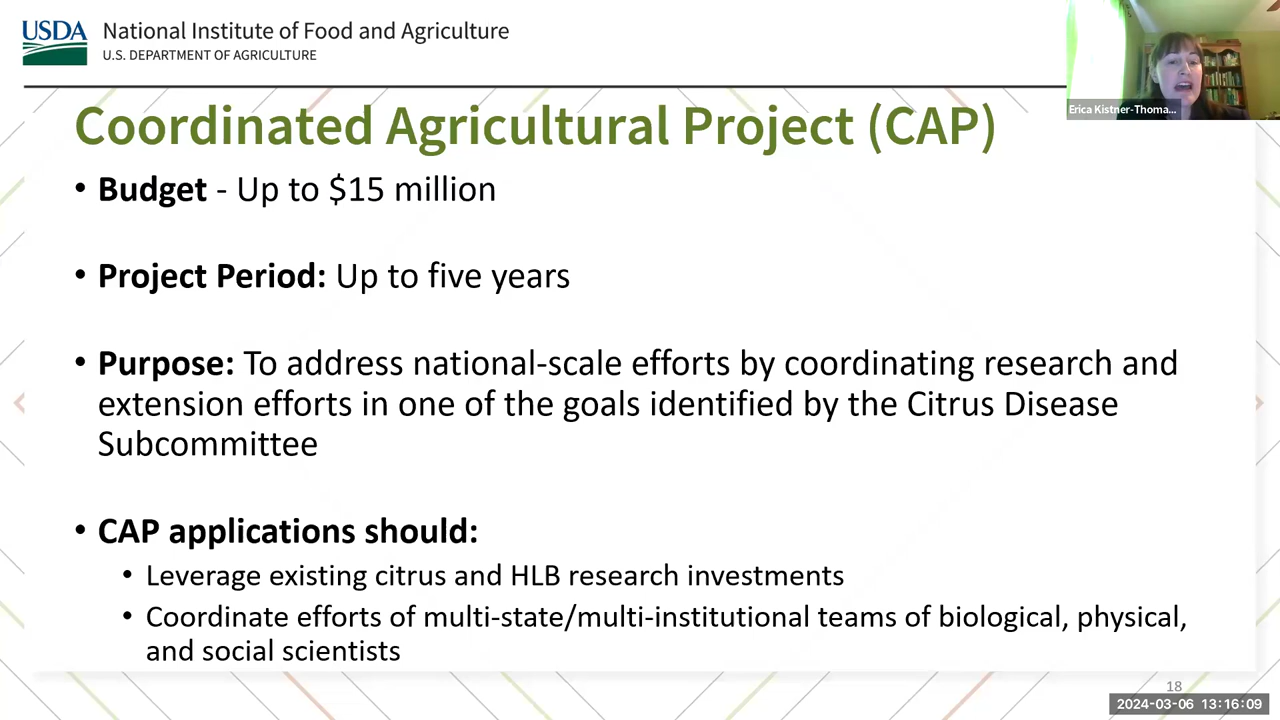 USDA
National Institute of Food and Agriculture
U.S. DEPARTMENT OF AGRICULTURE
Erica Kistner-Thoma...
Coordinated Agricultural Project (CAP)
• Budget - Up to $15 million
• Project Period: Up to five years
• Purpose: To address national-scale efforts by coordinating research and
extension efforts in one of the goals identified by the Citrus Disease
Subcommittee
• CAP applications should:
• Leverage existing citrus and HLB research investments
• Coordinate efforts of multi-state/multi-institutional teams of biological, physical,
and social scientists
18
2024-03-06 13:16:09